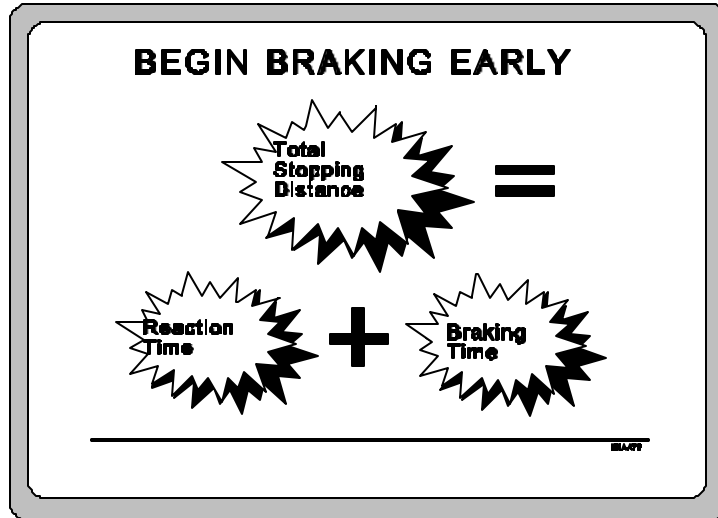 BEGIN BRAKING EARLY
Total
Stopping
Distance
=
Reaction
Time
+
Braking
Time